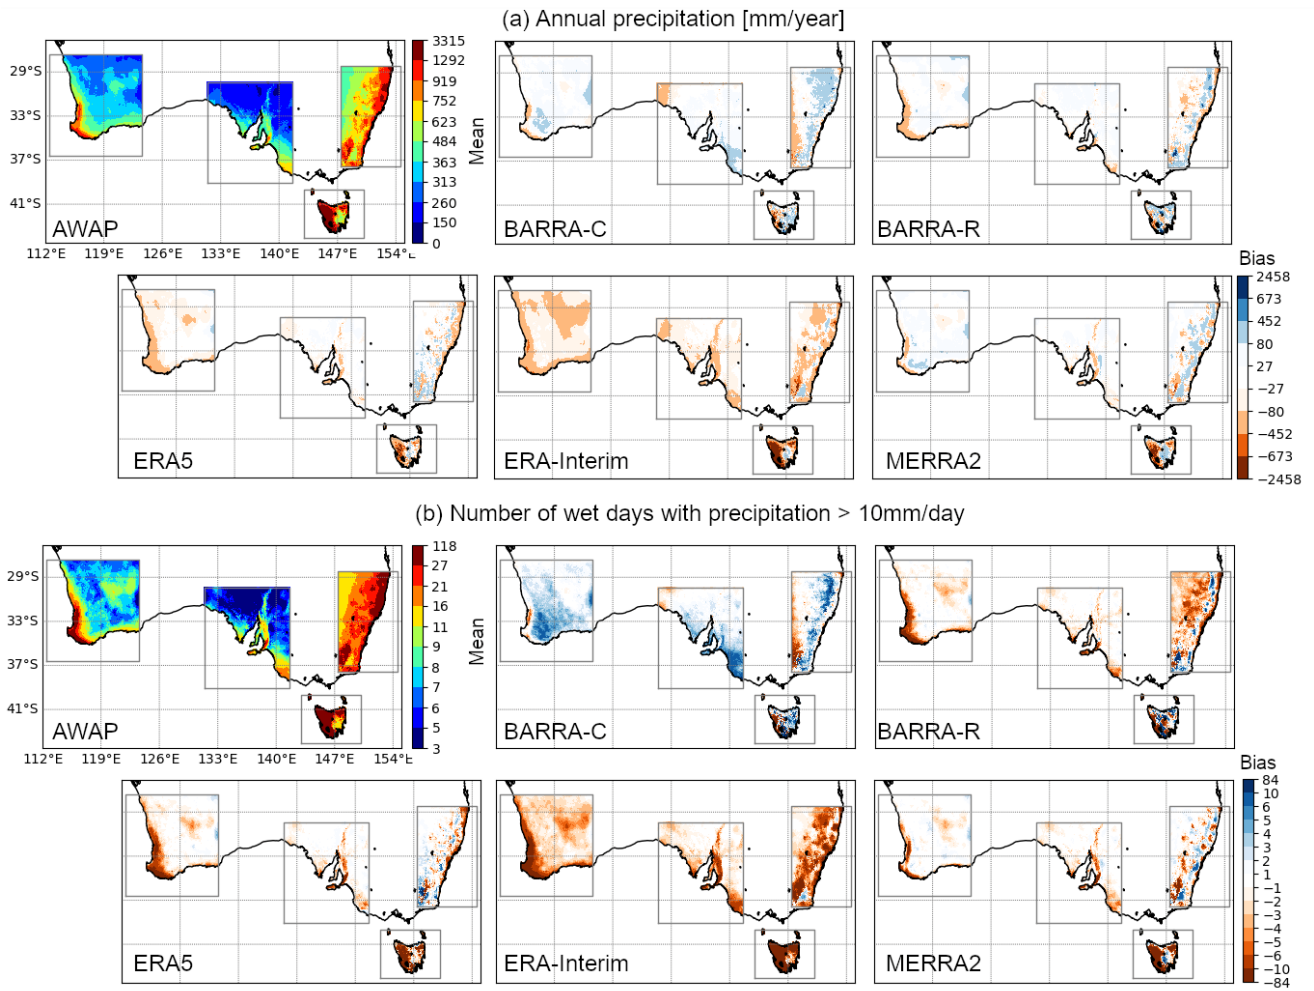 (a) Annual precipitation [mm/year]
29°S
33°S
37°S
41°S
AWAP
112°E 119°E 126°E 133°E 140°E 147°E 154°E
3315
1292
919
752
623
484
363
313
260
150
0
Mean
BARRA-C
BARRA-R
ERA5
ERA-Interim
MERRA2
Bias
2458
673
452
80
27
−27
−80
−452
−673
−2458
(b) Number of wet days with precipitation > 10mm/day
29°S
33°S
37°S
41°S
AWAP
112°E 119°E 126°E 133°E 140°E 147°E 154°E
118
27
21
16
11
9
8
7
6
5
3
Mean
BARRA-C
BARRA-R
ERA5
ERA-Interim
MERRA2
Bias
84
10
6
5
4
3
2
1
−1
−2
−3
−4
−5
−6
−10
−84